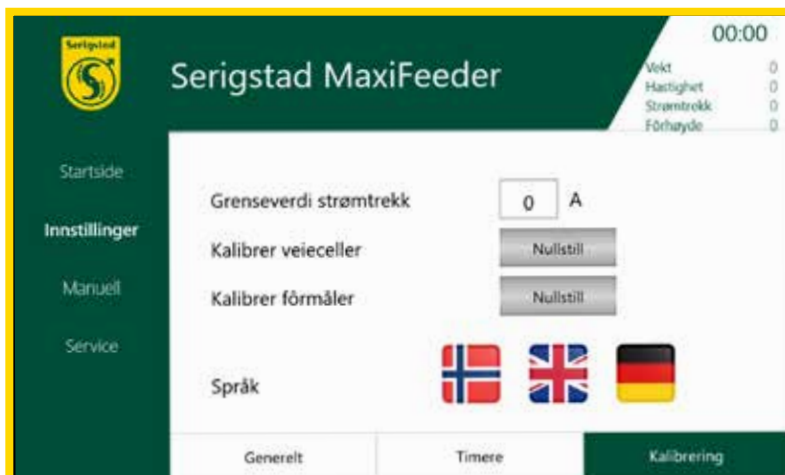 Serigstad
Serigstad MaxiFeeder
00:00
Vekt 0
Hastighet 0
Strømtrekk 0
Fôrhøyde 0
Startside
Innstillinger
Manuell
Service
Grenseverdi strømtrekk 0 A
Kalibrer veieceller Nullstill
Kalibrer fôrmåler Nullstill
Språk
Generelt Timere Kalibrering